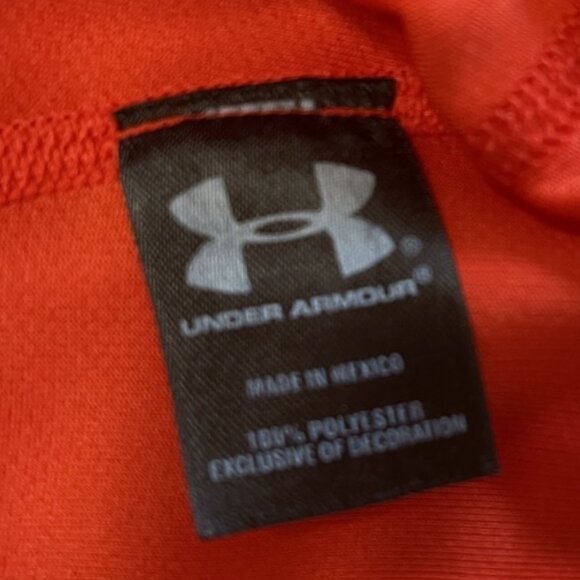 UNDER ARMOUR®
MADE IN MEXICO
100% POLYESTER
EXCLUSIVE OF DECORATION